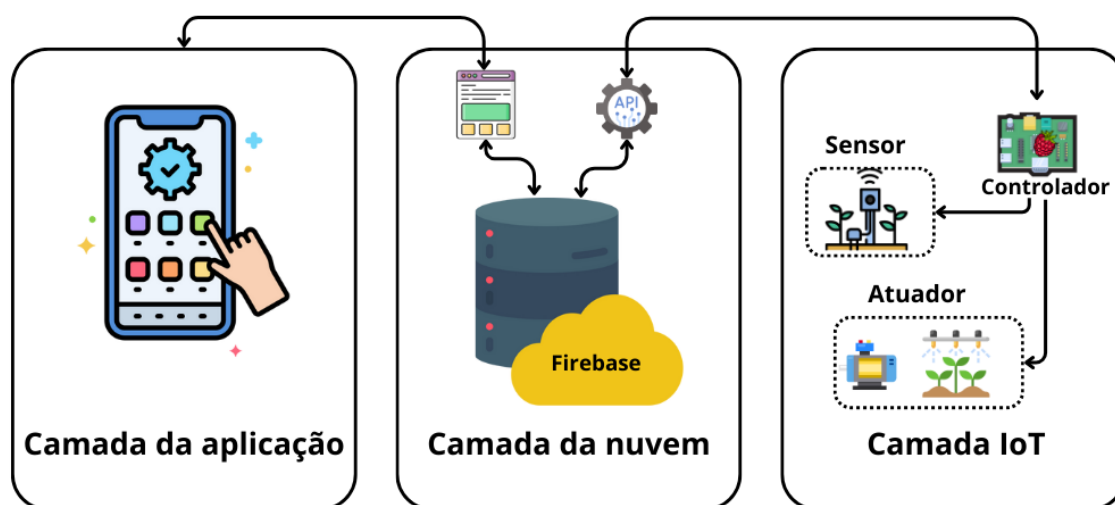 API
Sensor
Controlador
Atuador
Firebase
Camada da aplicação
Camada da nuvem
Camada IoT